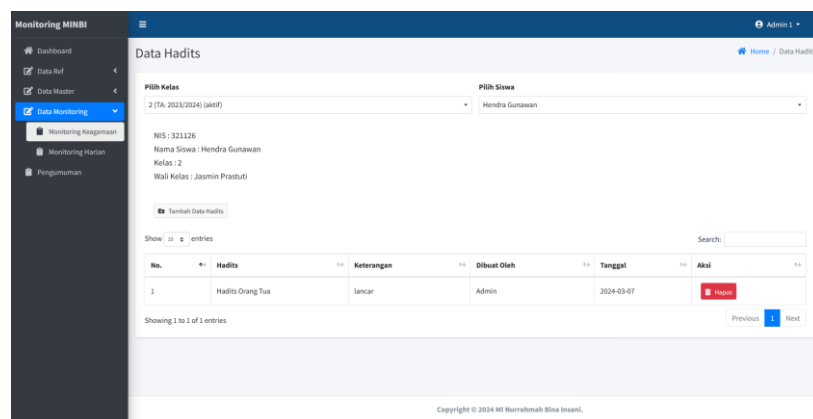 Monitoring MINBI
Admin 1
Dashboard
Data Ref
Data Master
Data Monitoring
Monitoring Keagamaan
Monitoring Harian
Pengumuman
Data Hadits
Home / Data Hadit
Pilih Kelas
Pilih Siswa
2 (TA: 2023/2024) (aktif)
Hendra Gunawan
NIS : 321126
Nama Siswa : Hendra Gunawan
Kelas : 2
Wali Kelas : Jasmin Prastuti
Tambah Data Hadits
Show 10 entries
Search:
No. Hadits Keterangan Dibuat Oleh Tanggal Aksi
1 Hadits Orang Tua lancar Admin 2024-03-07 Hapus
Showing 1 to 1 of 1 entries
Previous 1 Next
Copyright © 2024 MI Nurrohmah Bina Insani.